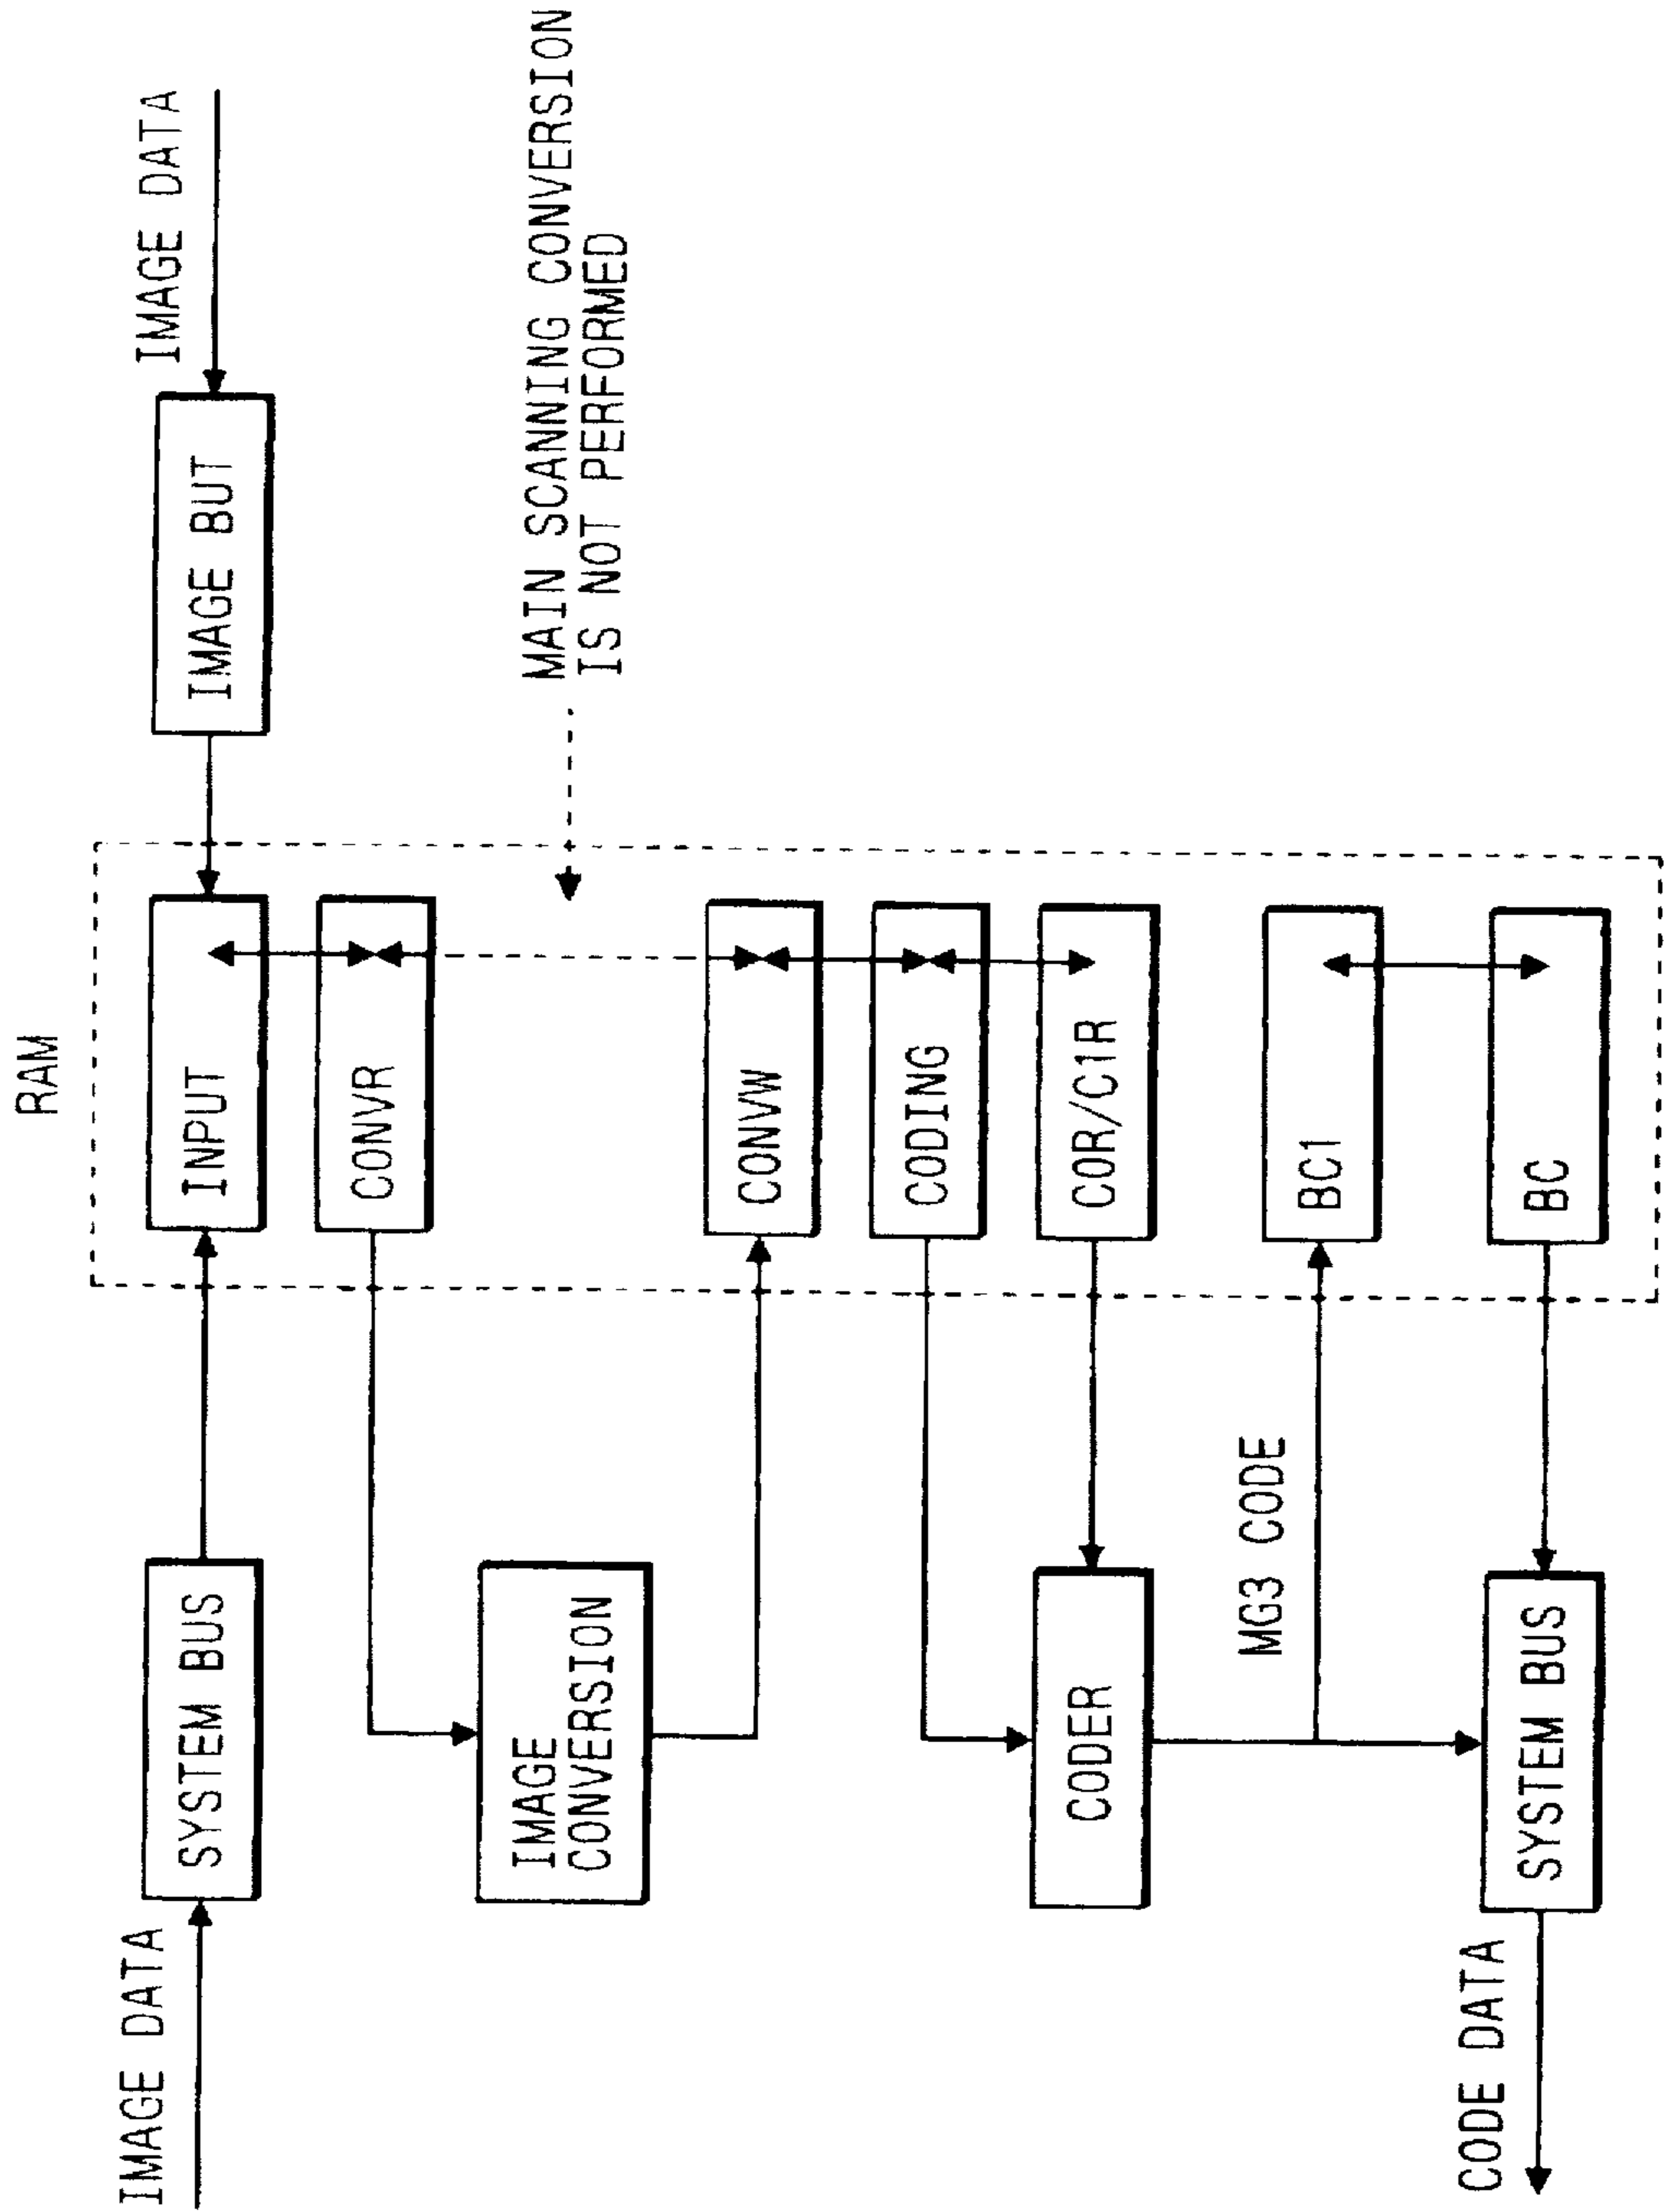 RAM
IMAGE DATA
SYSTEM BUS
INPUT
IMAGE BUT
IMAGE DATA
CONVR
IMAGE
CONVERSION
MAIN SCANNING CONVERSION
IS NOT PERFORMED
CONVW
CODING
CODER
COR/C1R
MG3 CODE
BC1
CODE DATA
SYSTEM BUS
BC